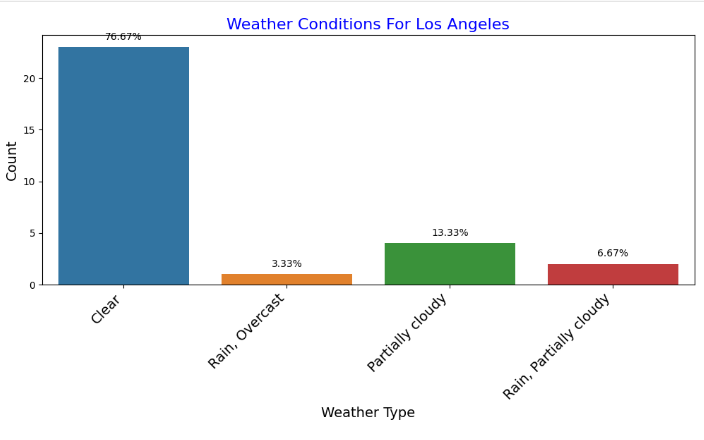 Weather Conditions For Los Angeles
76.67%
20
15
10
5
0
Count
3.33%
13.33%
6.67%
Clear
Rain, Overcast
Partially cloudy
Rain, Partially cloudy
Weather Type